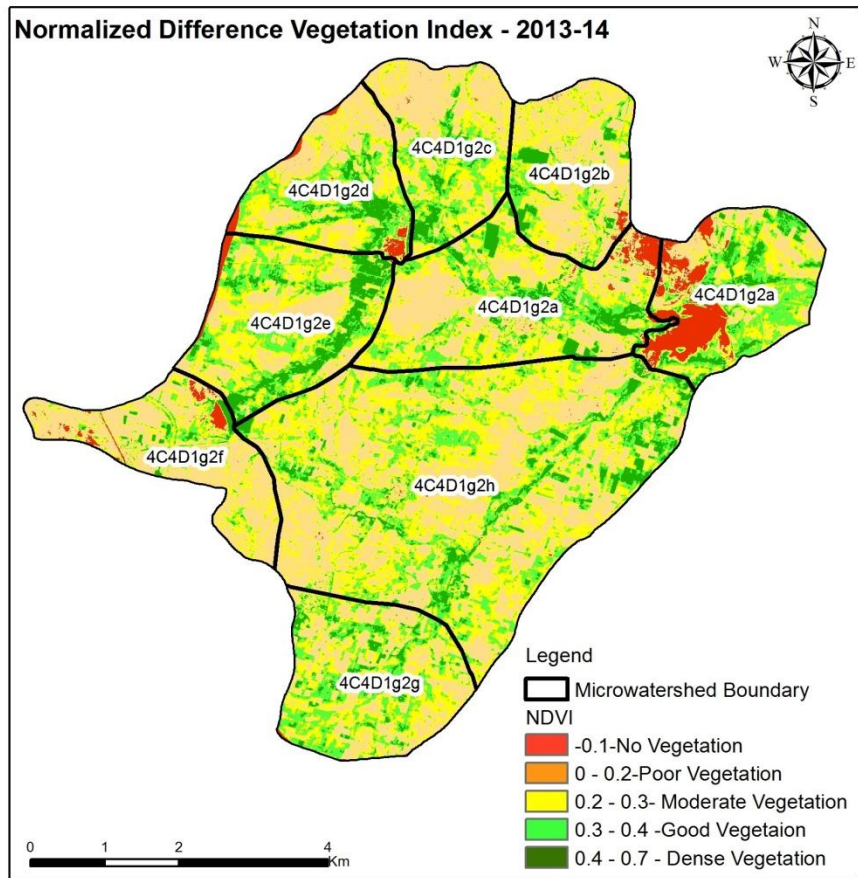 Normalized Difference Vegetation Index - 2013-14
N
W E
S
4C4D1g2c
4C4D1g2b
4C4D1g2d
4C4D1g2a
4C4D1g2a
4C4D1g2e
4C4D1g2f
4C4D1g2h
4C4D1g2g
Legend
Microwatershed Boundary
NDVI
-0.1-No Vegetation
0 - 0.2-Poor Vegetation
0.2 - 0.3- Moderate Vegetation
0.3 - 0.4 -Good Vegetaion
0.4 - 0.7 - Dense Vegetation
0 1 2 4
Km